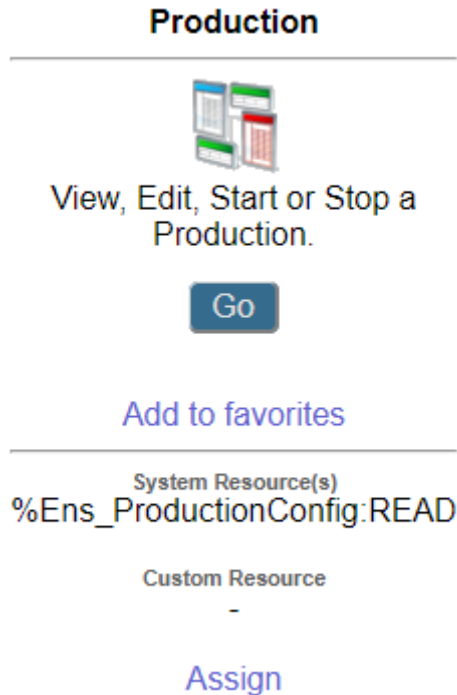 Production
View, Edit, Start or Stop a
Production.
Go
Add to favorites
System Resource(s)
%Ens_ProductionConfig:READ
Custom Resource
-
Assign